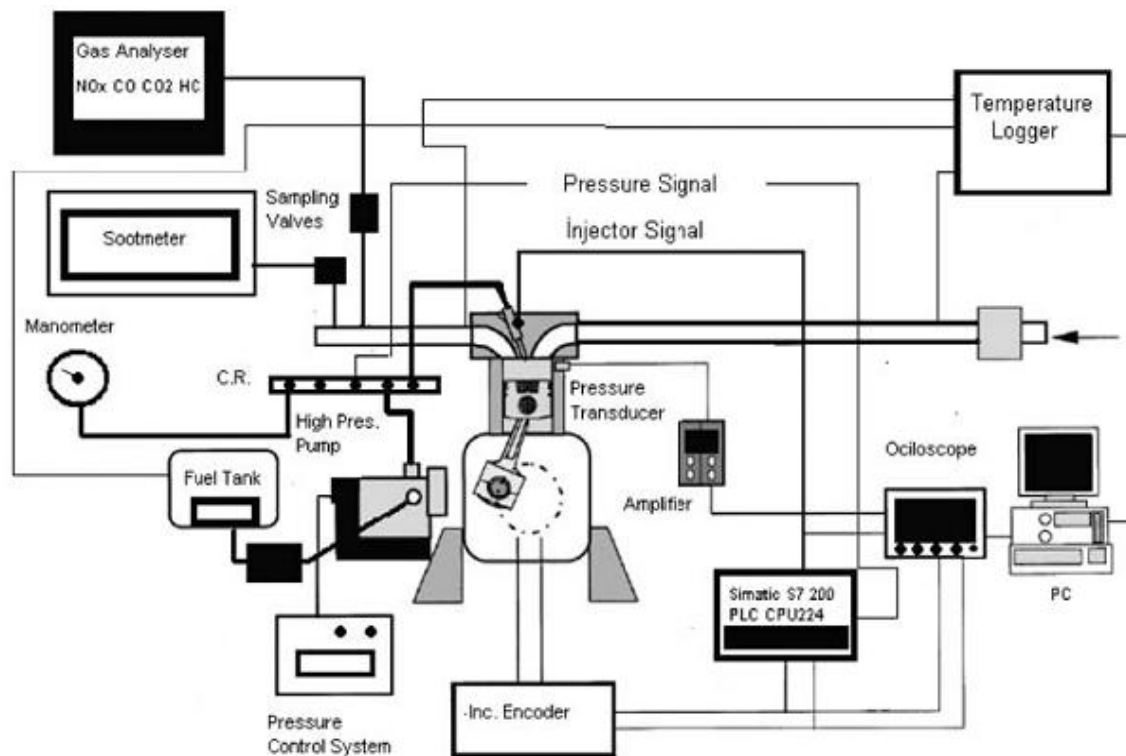 Gas Analyser
NOx CO CO2 HC
Temperature
Logger
Pressure Signal
Sampling
Valves
İnjector Signal
Sootmeter
Manometer
C.R.
Pressure
Transducer
High Pres.
Pump
Fuel Tank
Ociloscope
Amplifier
Simatic S7 200
PLC CPU224
PC
Inc. Encoder
Pressure
Control System